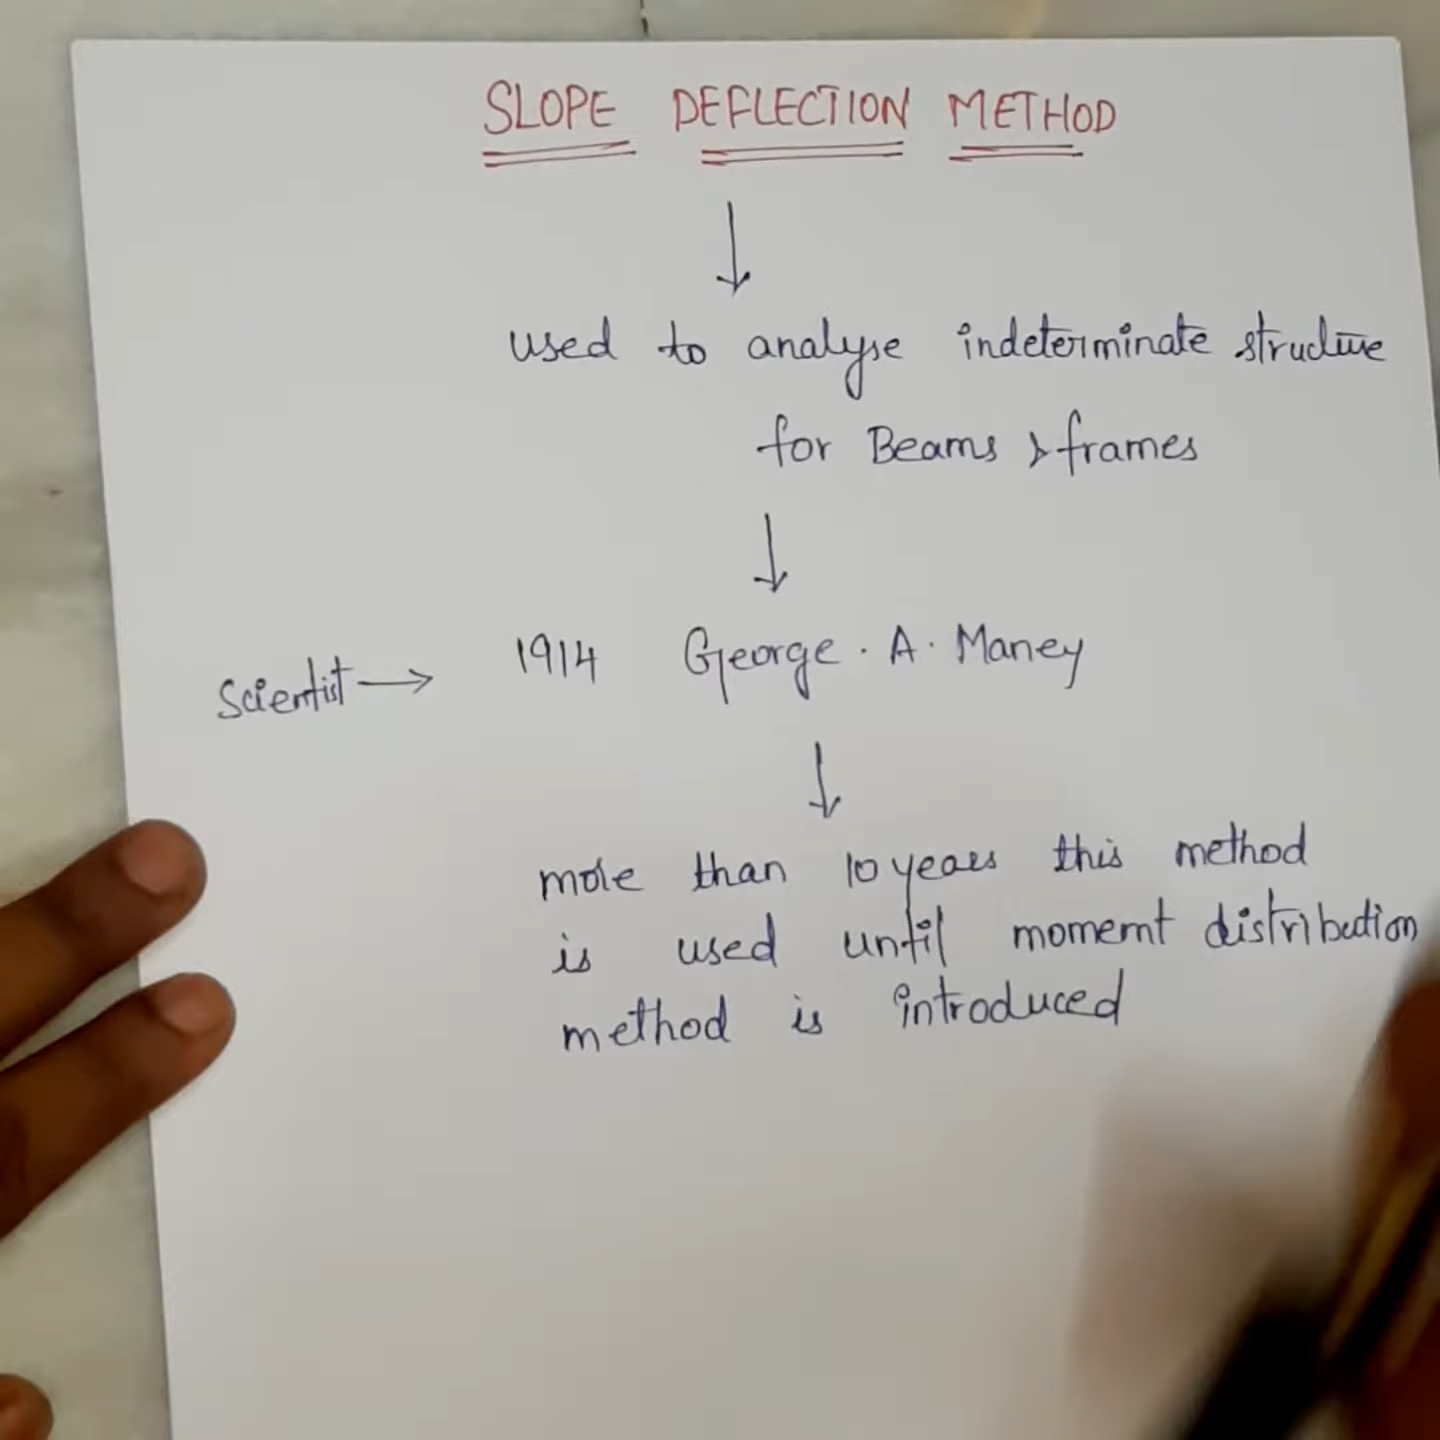 SLOPE DEFLECTION METHOD
used to analyse indeterminate structure
for Beams & frames
Scientist → 1914 George. A. Maney
more than 10 years this method
is used until moment distribution
method is introduced